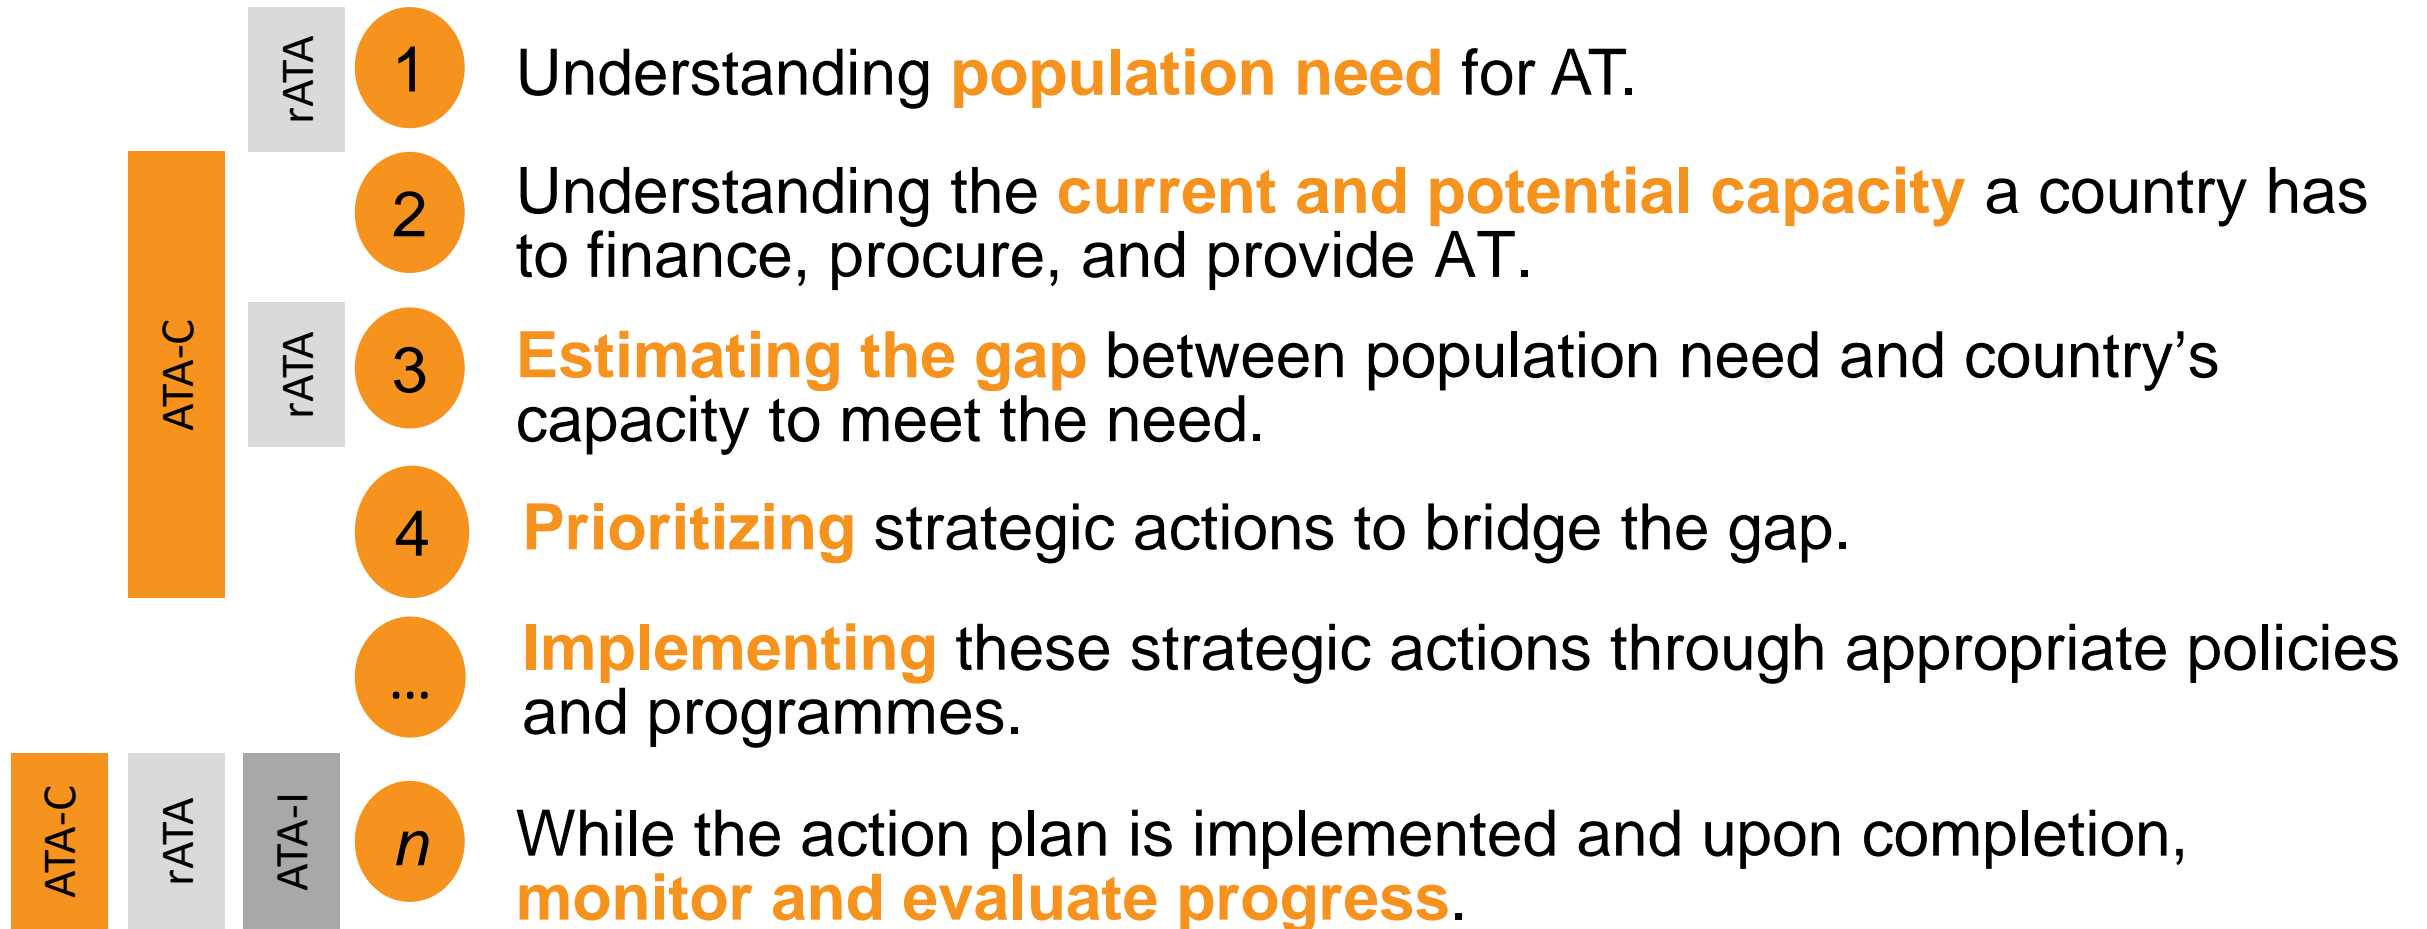 rATA
1
Understanding population need for AT.
ATA-C
2
Understanding the current and potential capacity a country has
to finance, procure, and provide AT.
rATA
3
Estimating the gap between population need and country’s
capacity to meet the need.
4
Prioritizing strategic actions to bridge the gap.
...
Implementing these strategic actions through appropriate policies
and programmes.
ATA-C
rATA
ATA-I
n
While the action plan is implemented and upon completion,
monitor and evaluate progress.